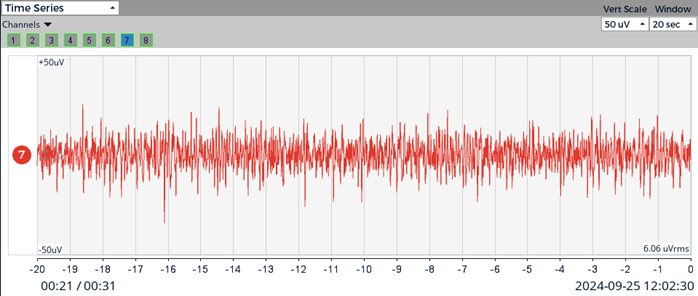 Time Series
Vert Scale Window
Channels
50 uV 20 sec
1 2 3 4 5 6 7 8
+50uV
7
-50uV
6.06 uVrms
-20 -19 -18 -17 -16 -15 -14 -13 -12 -11 -10 -9 -8 -7 -6 -5 -4 -3 -2 -1 0
00:21 / 00:31
2024-09-25 12:02:30